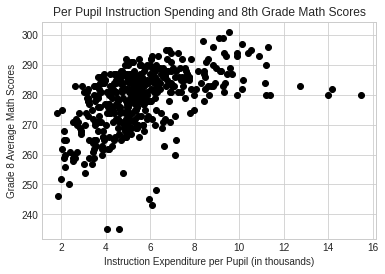 Per Pupil Instruction Spending and 8th Grade Math Scores
300
290
280
270
260
250
240
Grade 8 Average Math Scores
2 4 6 8 10 12 14 16
Instruction Expenditure per Pupil (in thousands)